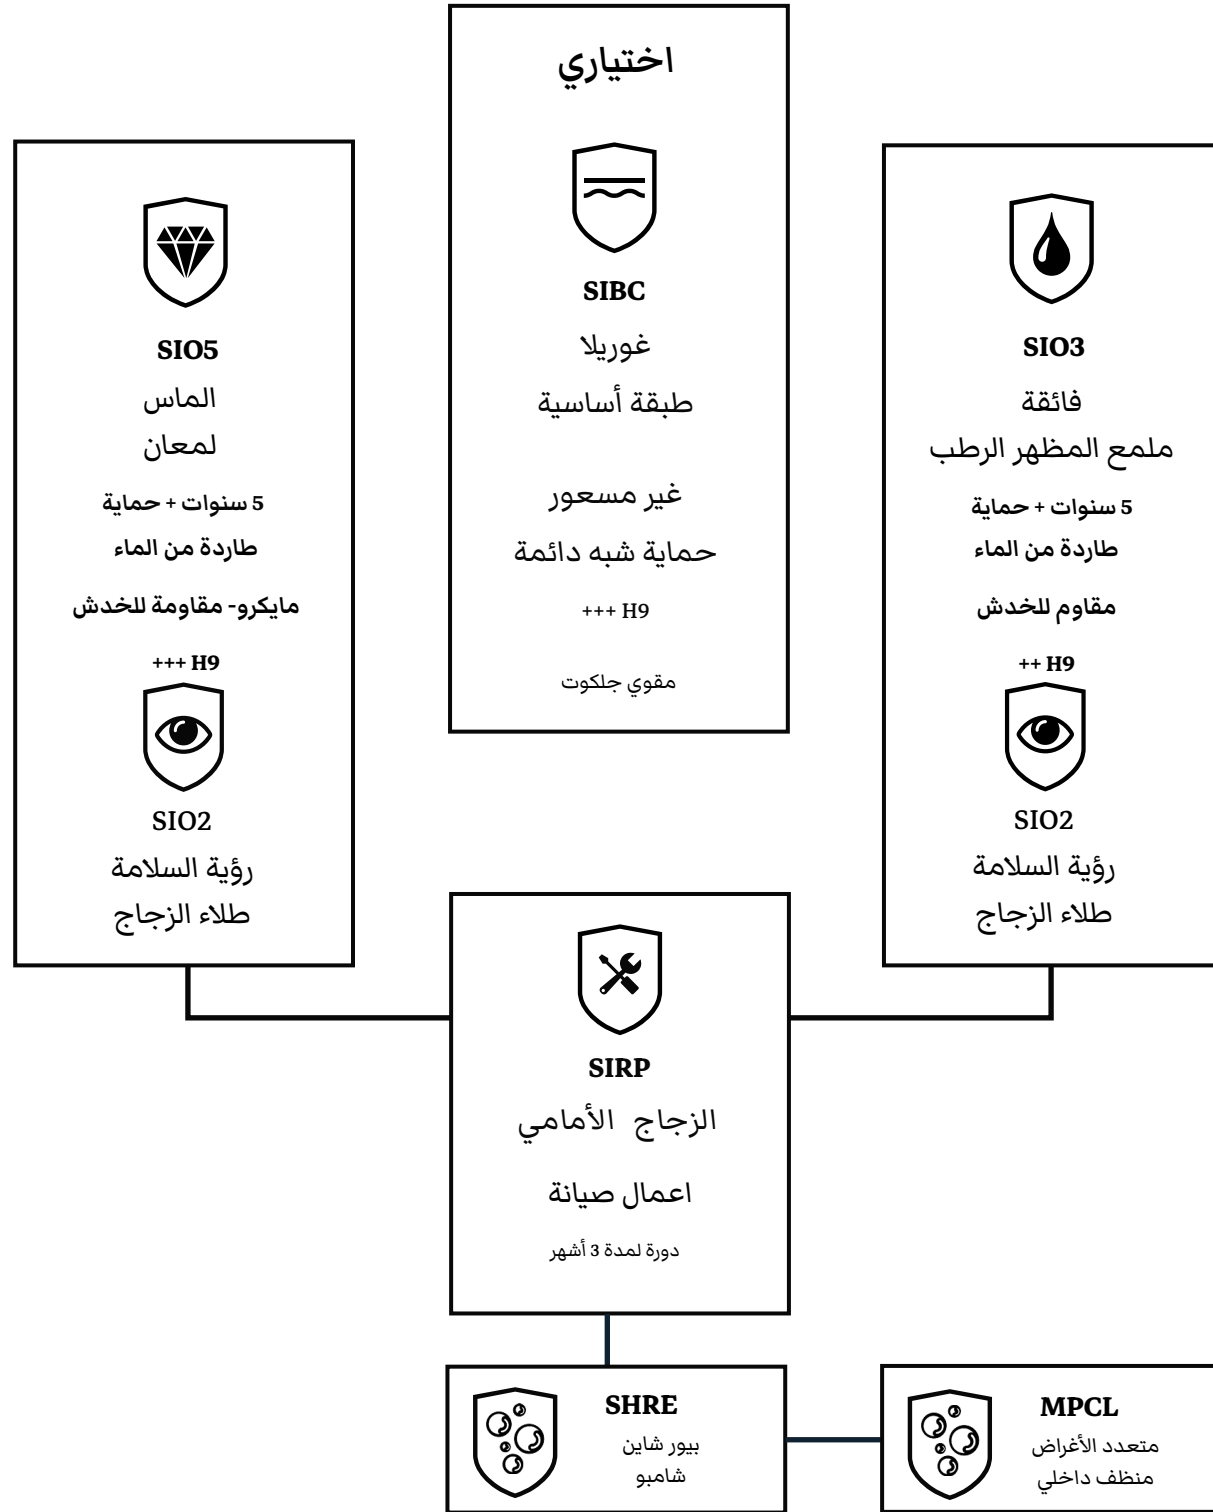 اختياري
SIBC
غوريلا
طبقة أساسية
غير مسعور
حماية شبه دائمة
+++ H9
مقوي جلكوت
SIO3
فائقة
ملمع المظهر الرطب
5 سنوات + حماية
طاردة من الماء
مقاوم للخدش
++ H9
SIO2
رؤية السلامة
طلاء الزجاج
SIO5
الماس
لمعان
5 سنوات + حماية
طاردة من الماء
مايكرو- مقاومة للخدش
+++ H9
SIO2
رؤية السلامة
طلاء الزجاج
SIRP
الزجاج الأمامي
اعمال صيانة
دورة لمدة 3 أشهر
SHRE
بيور شاين
شامبو
MPCL
متعدد الأغراض
منظف داخلي